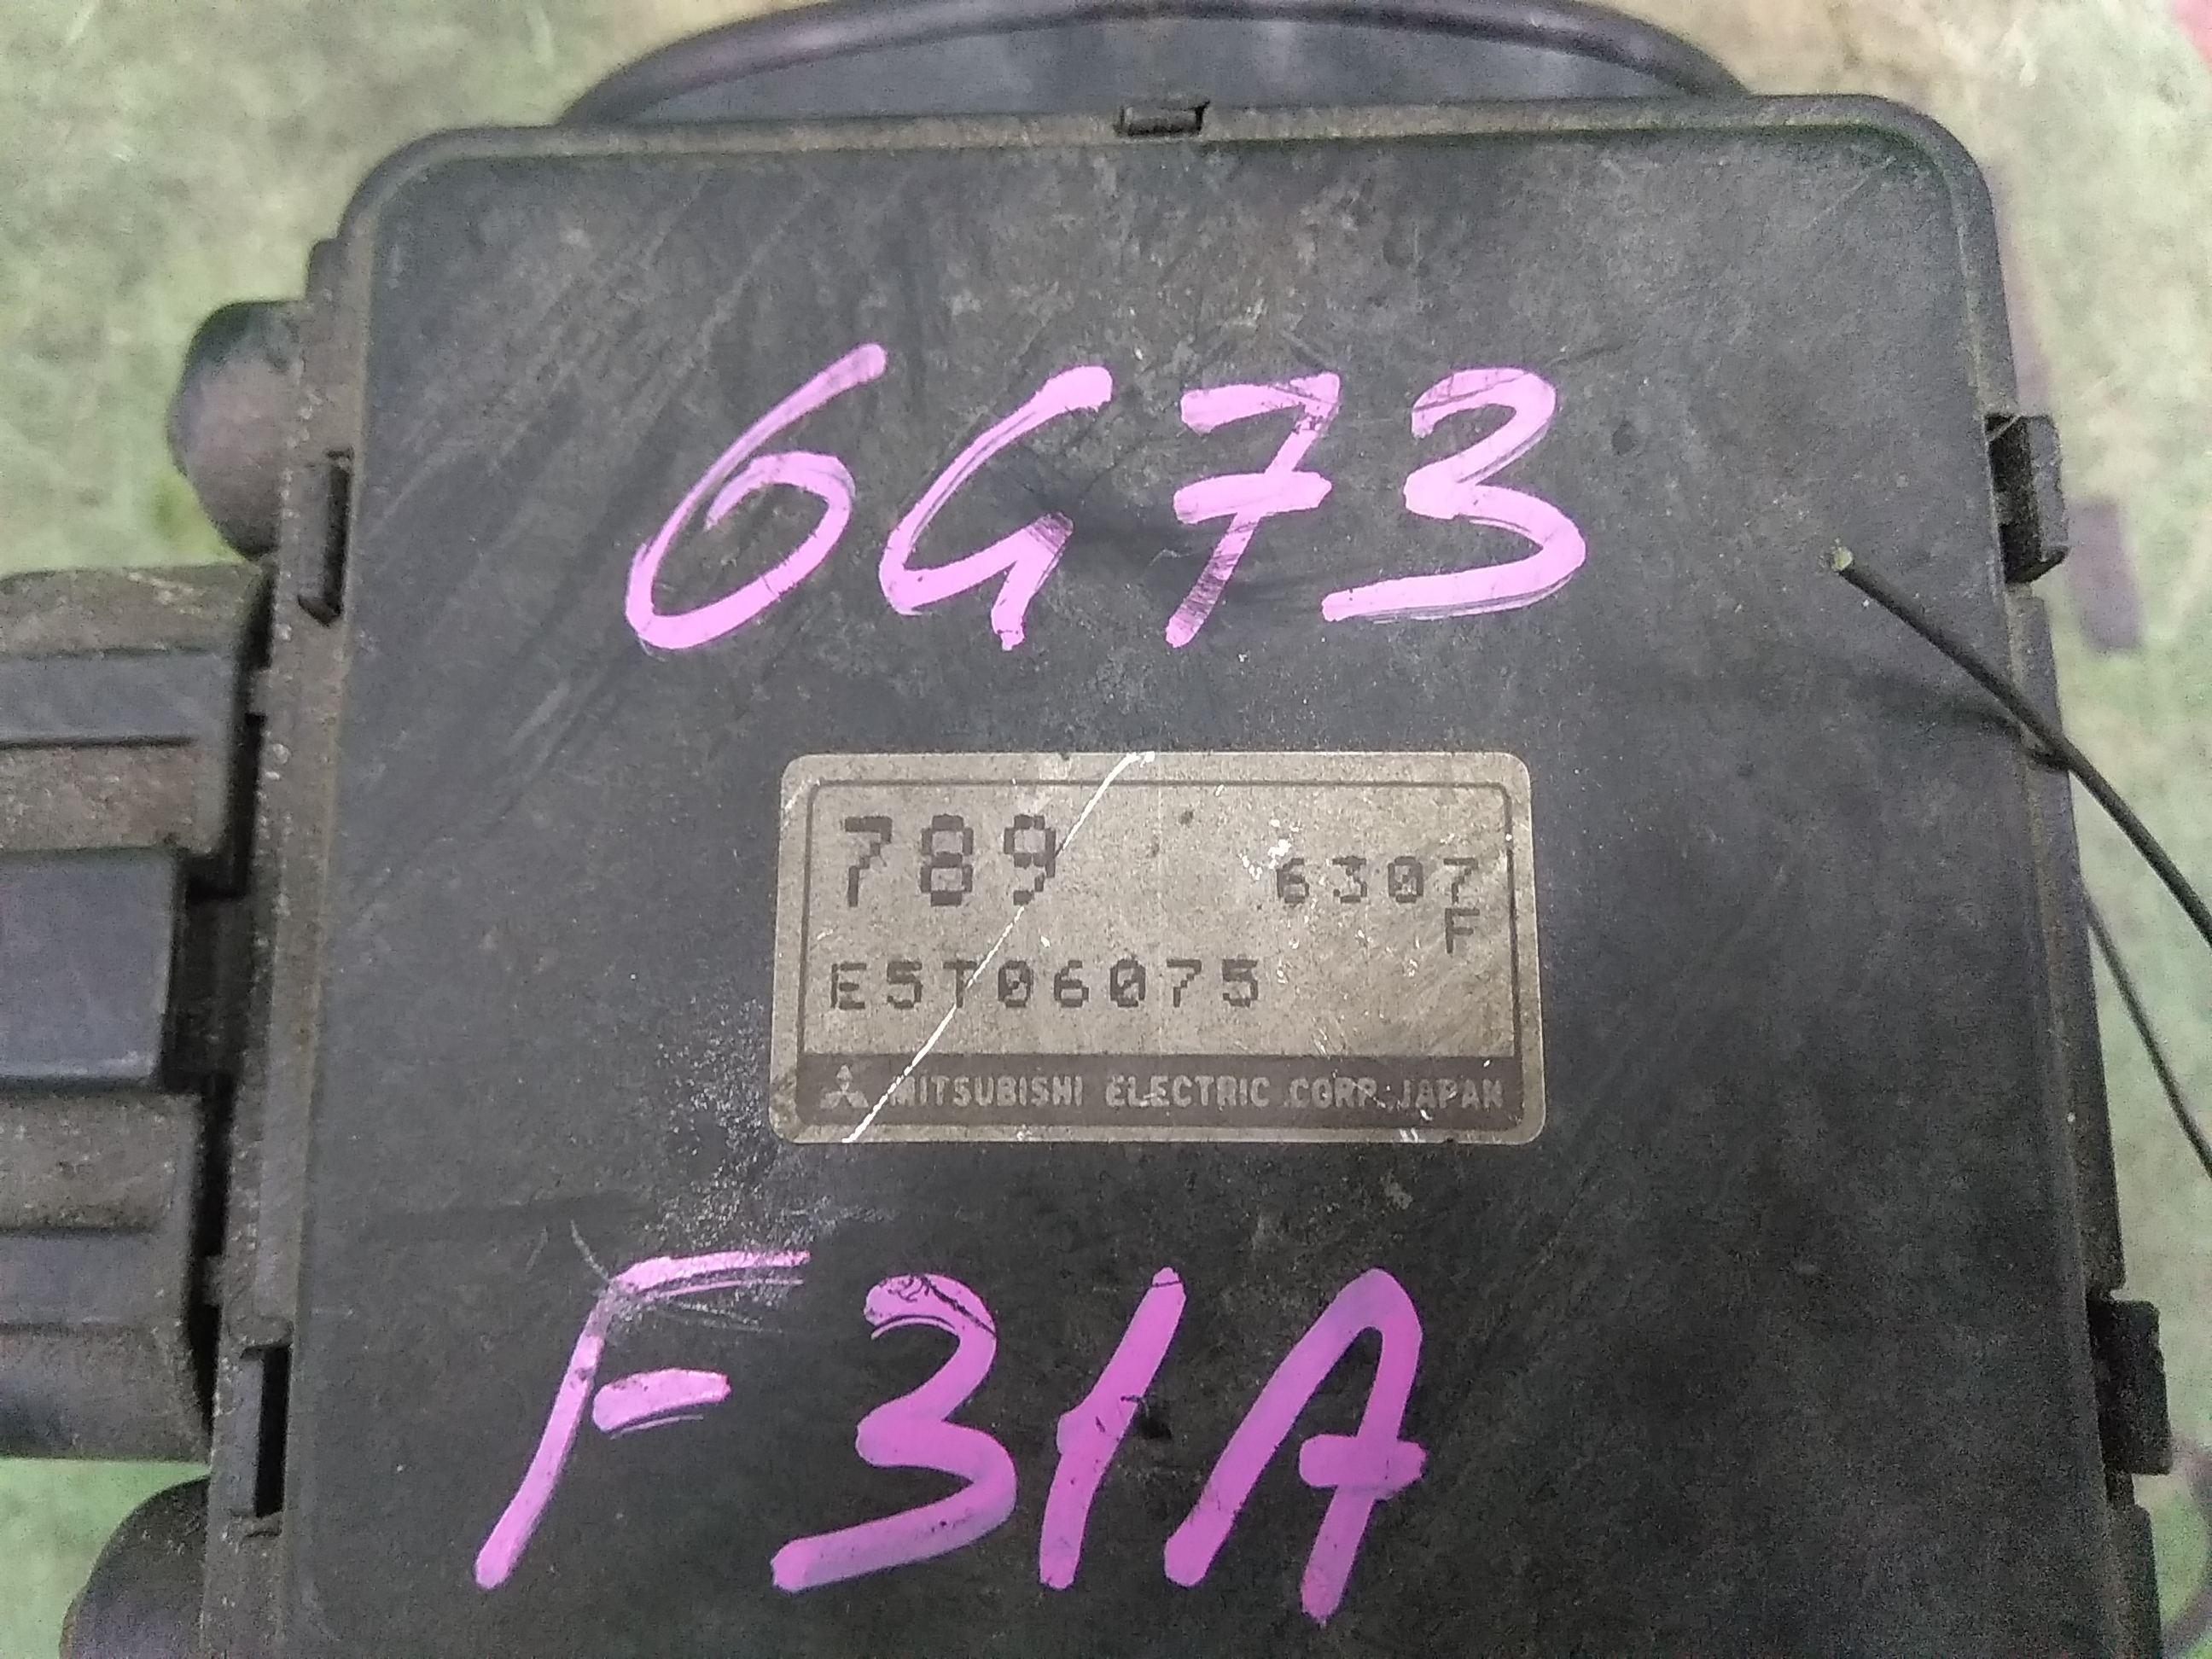 6G73
789 6307
F
E5T06075
MITSUBISHI ELECTRIC CORP. JAPAN
F31A